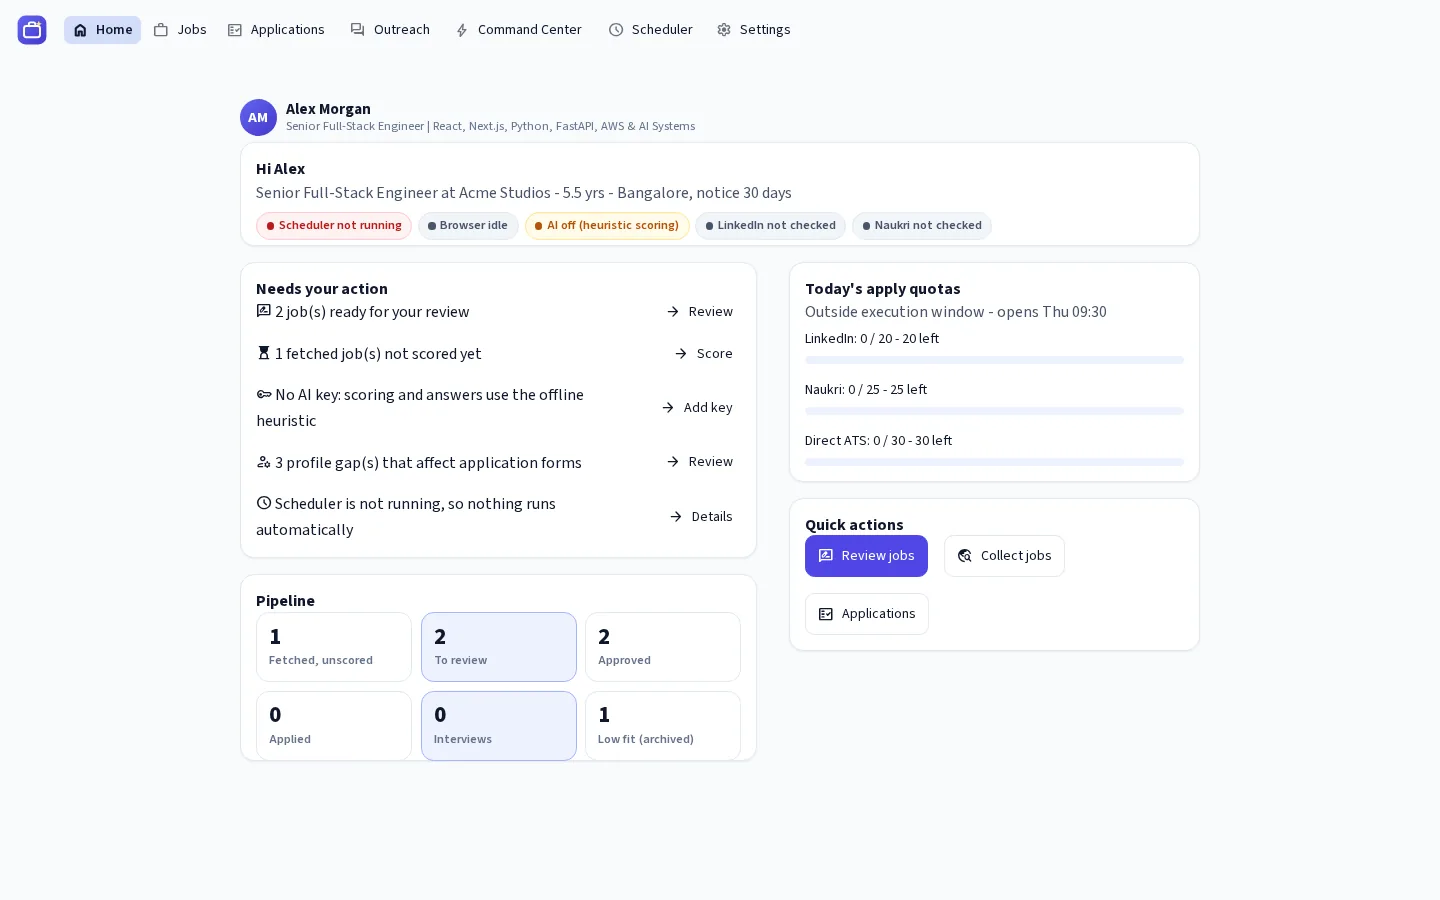 Home
Jobs
Applications
Outreach
Command Center
Scheduler
Settings
AM
Alex Morgan
Senior Full-Stack Engineer | React, Next.js, Python, FastAPI, AWS & AI Systems
Hi Alex
Senior Full-Stack Engineer at Acme Studios - 5.5 yrs - Bangalore, notice 30 days
Scheduler not running
Browser idle
AI off (heuristic scoring)
LinkedIn not checked
Naukri not checked
Needs your action
2 job(s) ready for your review
Review
1 fetched job(s) not scored yet
Score
No AI key: scoring and answers use the offline
heuristic
Add key
3 profile gap(s) that affect application forms
Review
Scheduler is not running, so nothing runs
automatically
Details
Pipeline
1
Fetched, unscored
2
To review
2
Approved
0
Applied
0
Interviews
1
Low fit (archived)
Today's apply quotas
Outside execution window - opens Thu 09:30
LinkedIn: 0 / 20 - 20 left
Naukri: 0 / 25 - 25 left
Direct ATS: 0 / 30 - 30 left
Quick actions
Review jobs
Collect jobs
Applications